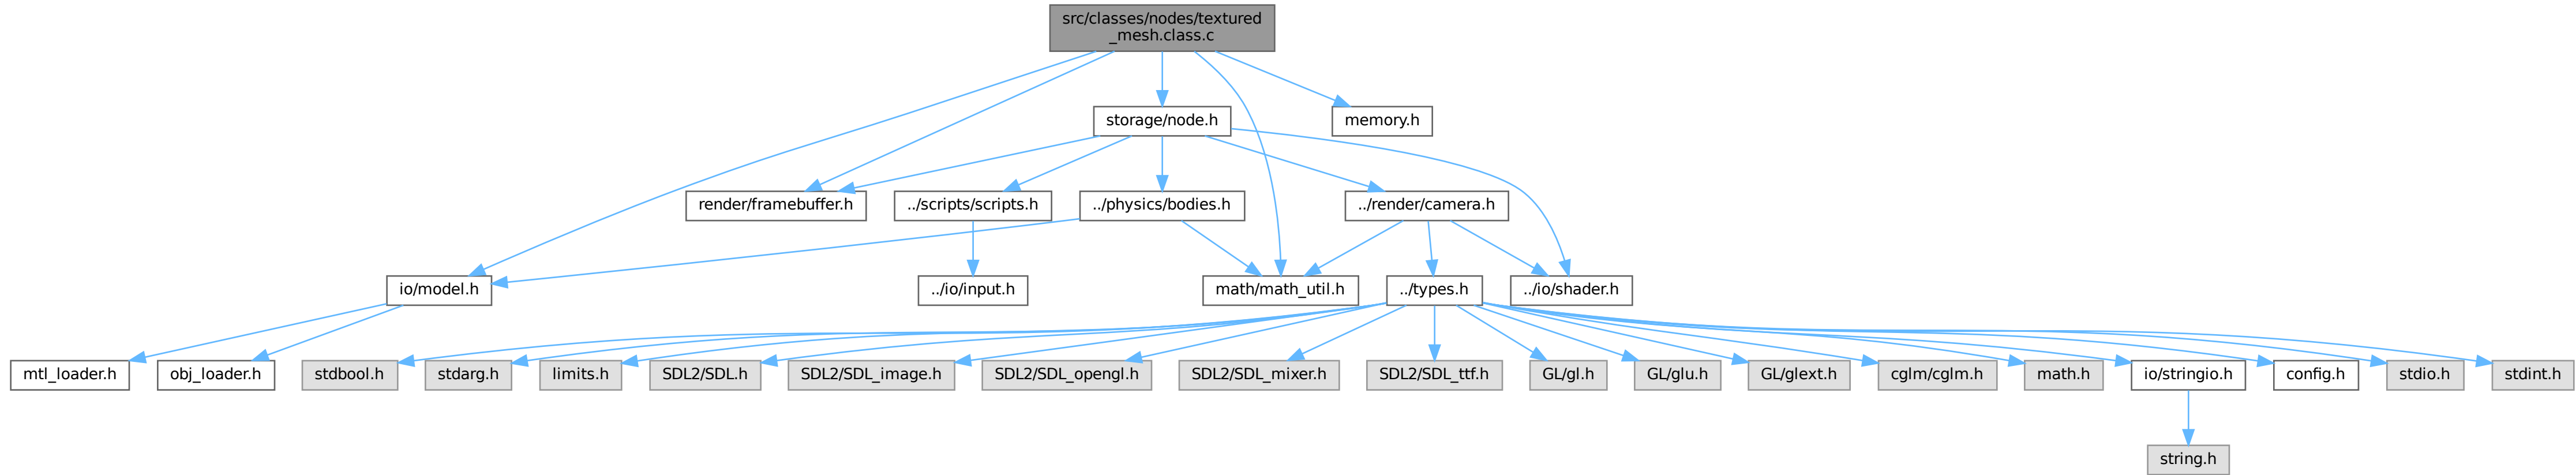 src/classes/nodes/textured
_mesh.class.c
storage/node.h
memory.h
render/framebuffer.h
../scripts/scripts.h
../physics/bodies.h
../render/camera.h
io/model.h
../io/input.h
math/math_util.h
../types.h
../io/shader.h
mtl_loader.h
obj_loader.h
stdbool.h
stdarg.h
limits.h
SDL2/SDL.h
SDL2/SDL_image.h
SDL2/SDL_opengl.h
SDL2/SDL_mixer.h
SDL2/SDL_ttf.h
GL/gl.h
GL/glu.h
GL/glext.h
cglm/cglm.h
math.h
io/stringio.h
config.h
stdio.h
stdint.h
string.h